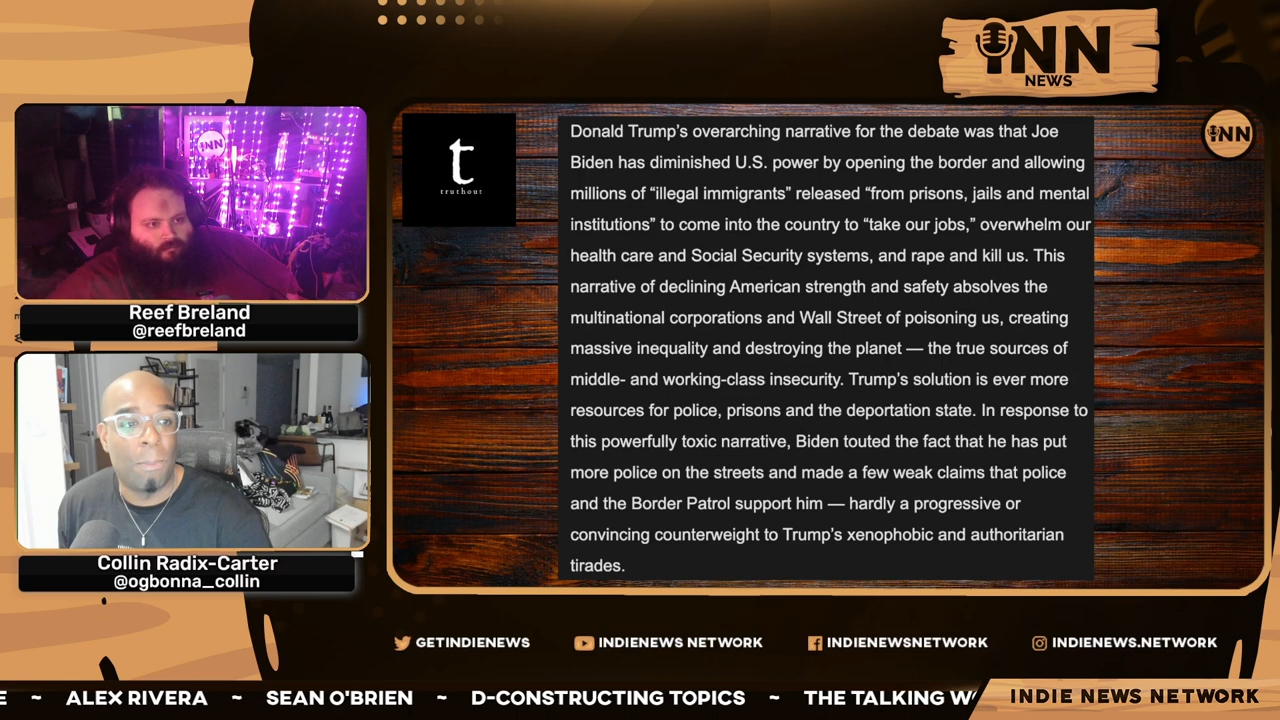 INN
NEWS
INN
INN
t
truthout
Donald Trump’s overarching narrative for the debate was that Joe
Biden has diminished U.S. power by opening the border and allowing
millions of “illegal immigrants” released “from prisons, jails and mental
institutions” to come into the country to “take our jobs,” overwhelm our
health care and Social Security systems, and rape and kill us. This
narrative of declining American strength and safety absolves the
multinational corporations and Wall Street of poisoning us, creating
massive inequality and destroying the planet — the true sources of
middle- and working-class insecurity. Trump’s solution is ever more
resources for police, prisons and the deportation state. In response to
this powerfully toxic narrative, Biden touted the fact that he has put
more police on the streets and made a few weak claims that police
and the Border Patrol support him — hardly a progressive or
convincing counterweight to Trump’s xenophobic and authoritarian
tirades.
Reef Breland
@reefbreland
Collin Radix-Carter
@ogbonna_collin
GETINDIENEWS
INDIENEWS NETWORK
INDIENEWSNETWORK
INDIENEWS.NETWORK
E ~ ALEX RIVERA ~ SEAN O'BRIEN ~ D-CONSTRUCTING TOPICS ~ THE TALKING
INDIE NEWS NETWORK